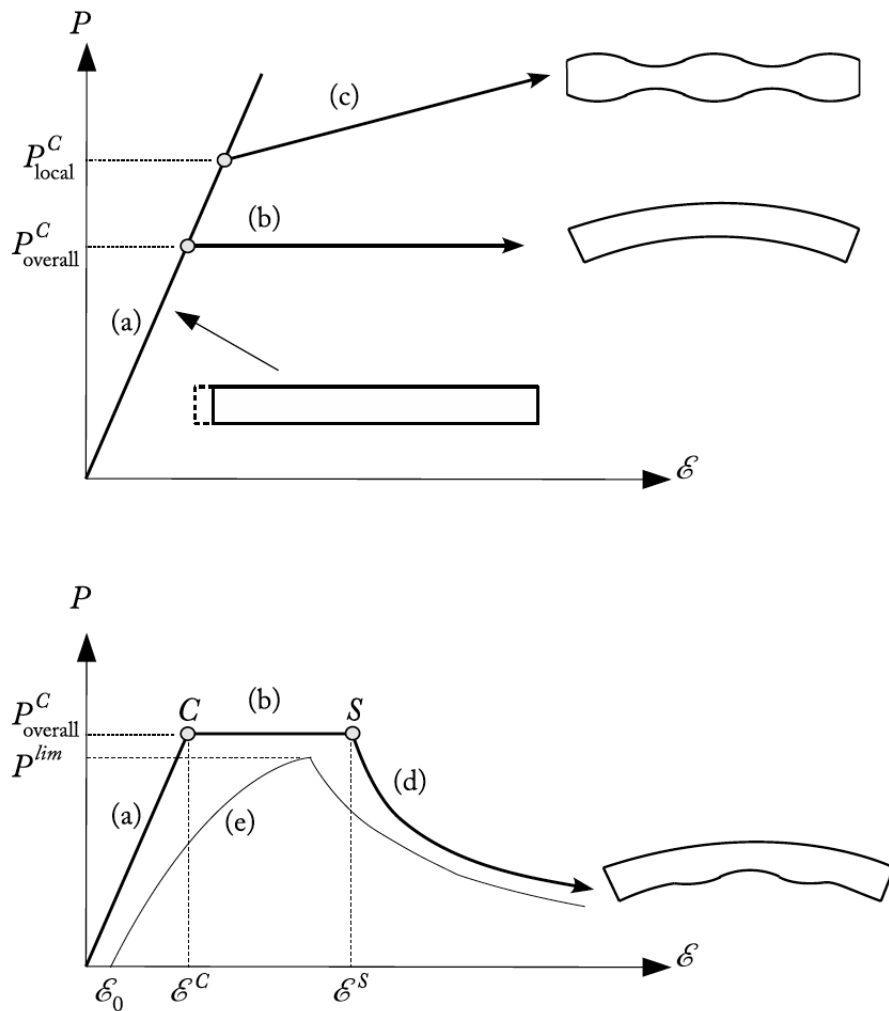 P
(c)
P^C_local
(b)
P^C_overall
(a)
ℰ
P
C (b) S
P^C_overall
P^lim
(d)
(a) (e)
ℰ
ℰ_0 ℰ^C ℰ^S